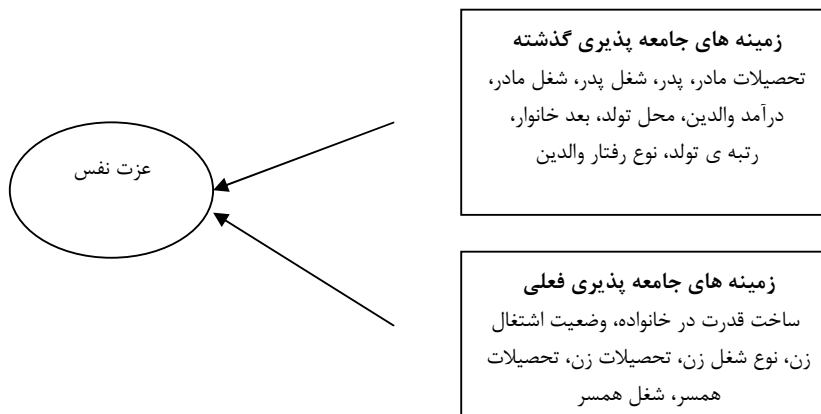 زمینه های جامعه پذیری گذشته
تحصیلات مادر، پدر، شغل پدر، شغل مادر،
درآمد والدین، محل تولد، بعد خانوار،
رتبه ی تولد، نوع رفتار والدین
عزت نفس
زمینه های جامعه پذیری فعلی
ساخت قدرت در خانواده، وضعیت اشتغال
زن، نوع شغل زن، تحصیلات زن، تحصیلات
همسر، شغل همسر